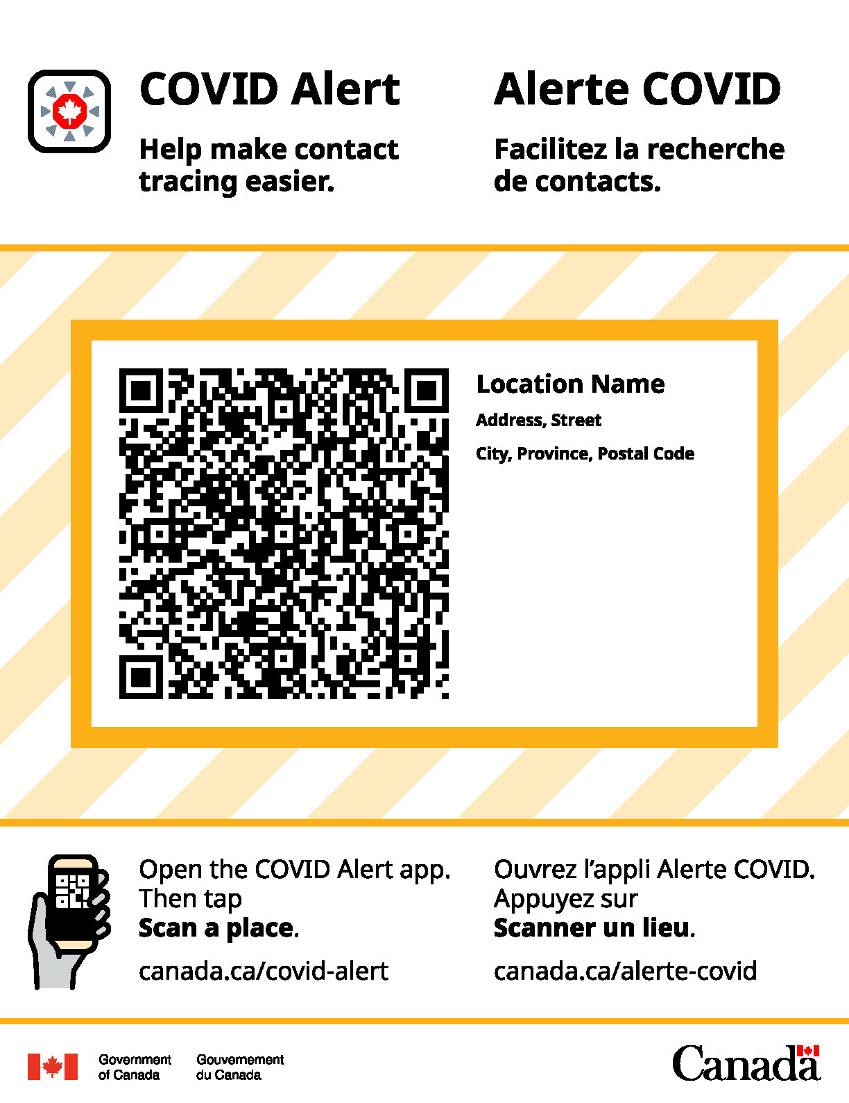 COVID Alert
Help make contact
tracing easier.
Alerte COVID
Facilitez la recherche
de contacts.
Location Name
Address, Street
City, Province, Postal Code
Open the COVID Alert app.
Then tap
Scan a place.
canada.ca/covid-alert
Ouvrez l’appli Alerte COVID.
Appuyez sur
Scanner un lieu.
canada.ca/alerte-covid
Government
of Canada
Gouvernement
du Canada
Canada